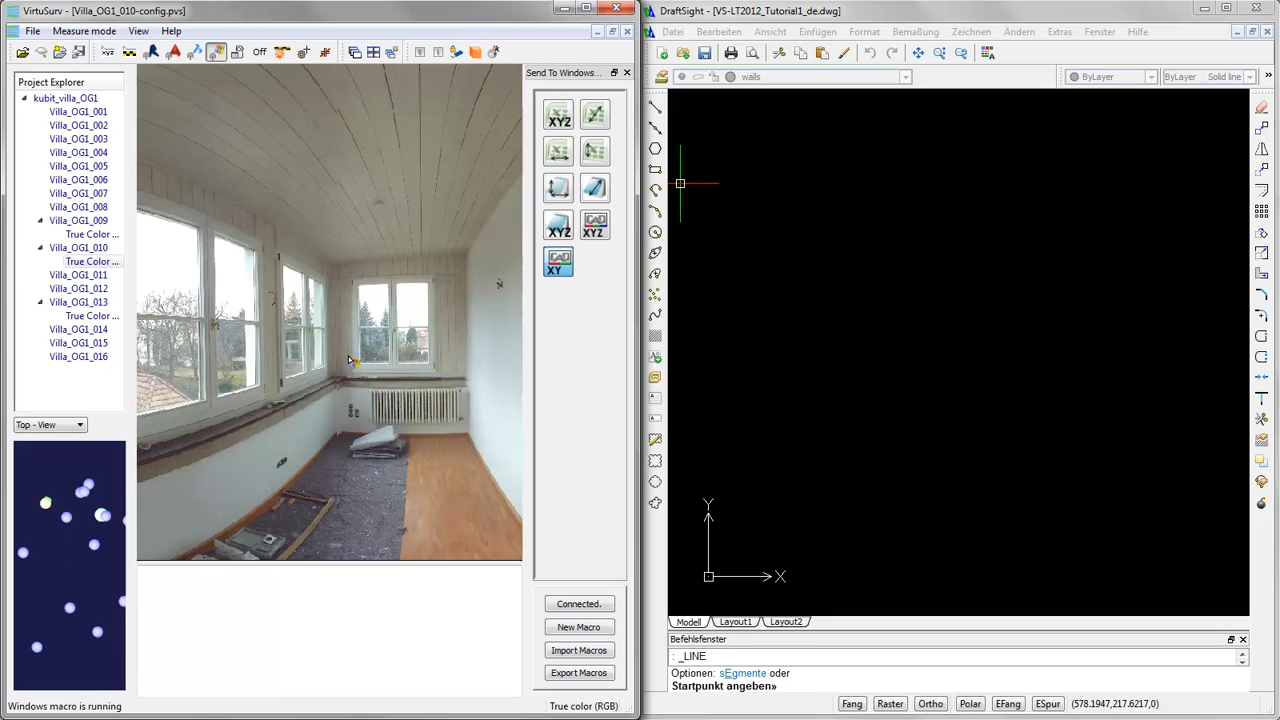 VirtuSurv - [Villa_OG1_010-config.pvs]
File Measure mode View Help
XYZ Off
Project Explorer
kubit_villa_OG1
Villa_OG1_001
Villa_OG1_002
Villa_OG1_003
Villa_OG1_004
Villa_OG1_005
Villa_OG1_006
Villa_OG1_007
Villa_OG1_008
Villa_OG1_009
True Color ...
Villa_OG1_010
True Color ...
Villa_OG1_011
Villa_OG1_012
Villa_OG1_013
True Color ...
Villa_OG1_014
Villa_OG1_015
Villa_OG1_016
Top - View
Send To Windows...
XYZ
XYZ
CAD
XYZ
CAD
XY
Connected.
New Macro
Import Macros
Export Macros
Windows macro is running
True color (RGB)
DraftSight - [VS-LT2012_Tutorial1_de.dwg]
Datei Bearbeiten Ansicht Einfügen Format Bemaßung Zeichnen Ändern Extras Fenster Hilfe
walls
ByLayer
ByLayer Solid line
Y
X
Modell Layout1 Layout2
Befehlsfenster
: _LINE
Optionen: sEgmente oder
Startpunkt angeben»
Fang Raster Ortho Polar EFang ESpur (578.1947,217.6217,0)